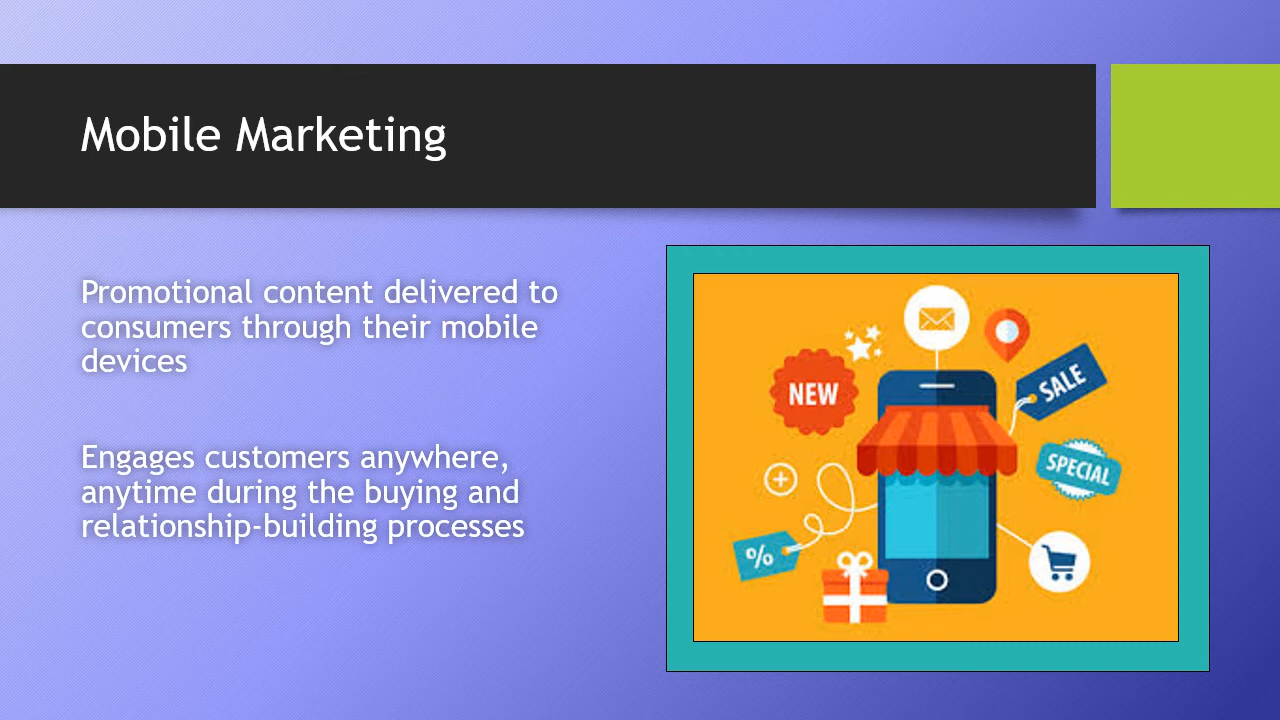 Mobile Marketing
Promotional content delivered to
consumers through their mobile
devices
Engages customers anywhere,
anytime during the buying and
relationship-building processes
NEW
SALE
SPECIAL
%